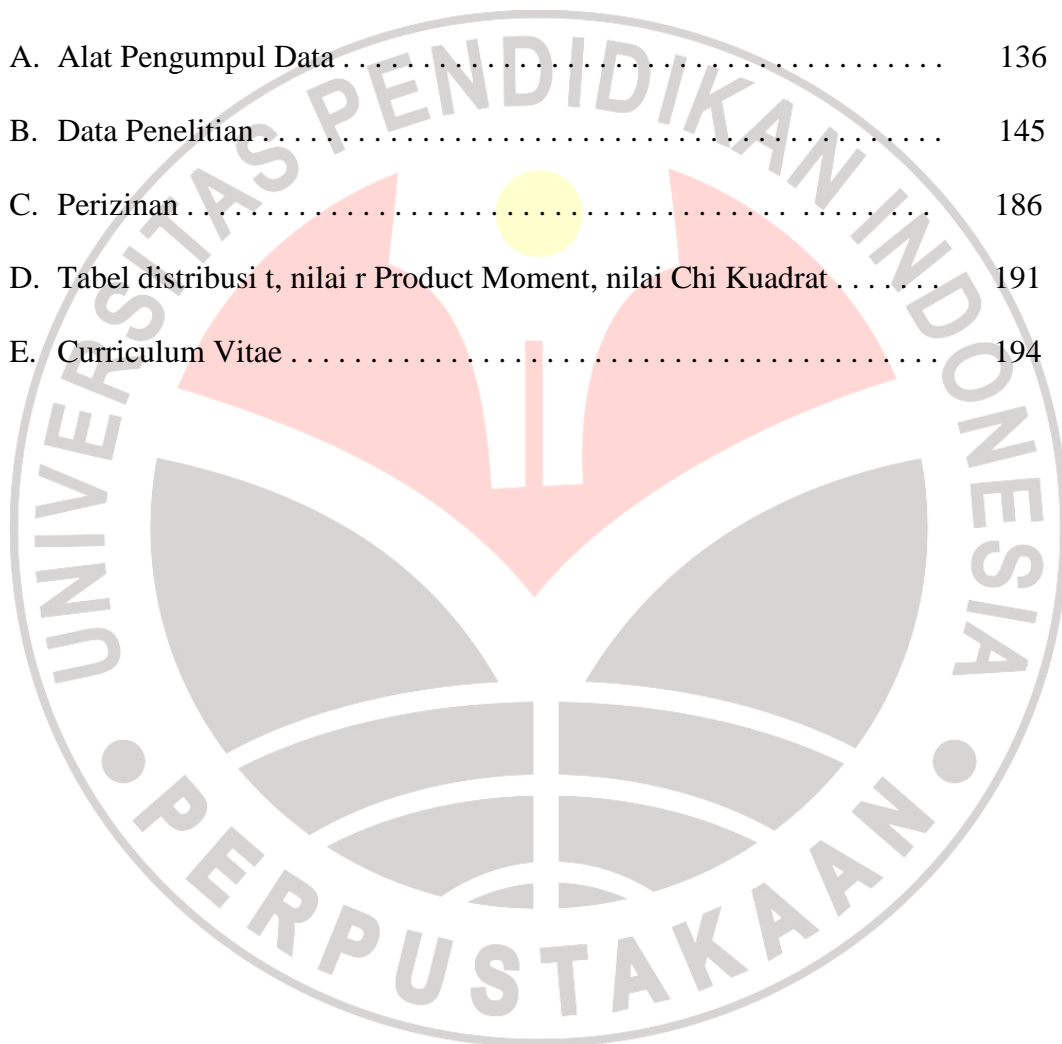 A. Alat Pengumpul Data . . . . . . . . . . . . . . . . . . . . . . . . . . . . . . . . . . . . . . 136
B. Data Penelitian . . . . . . . . . . . . . . . . . . . . . . . . . . . . . . . . . . . . . . . . . . . 145
C. Perizinan . . . . . . . . . . . . . . . . . . . . . . . . . . . . . . . . . . . . . . . . . . . . . . . 186
D. Tabel distribusi t, nilai r Product Moment, nilai Chi Kuadrat . . . . . . . 191
E. Curriculum Vitae . . . . . . . . . . . . . . . . . . . . . . . . . . . . . . . . . . . . . . . . . 194
UNIVERSITAS PENDIDIKAN INDONESIA
PERPUSTAKAAN